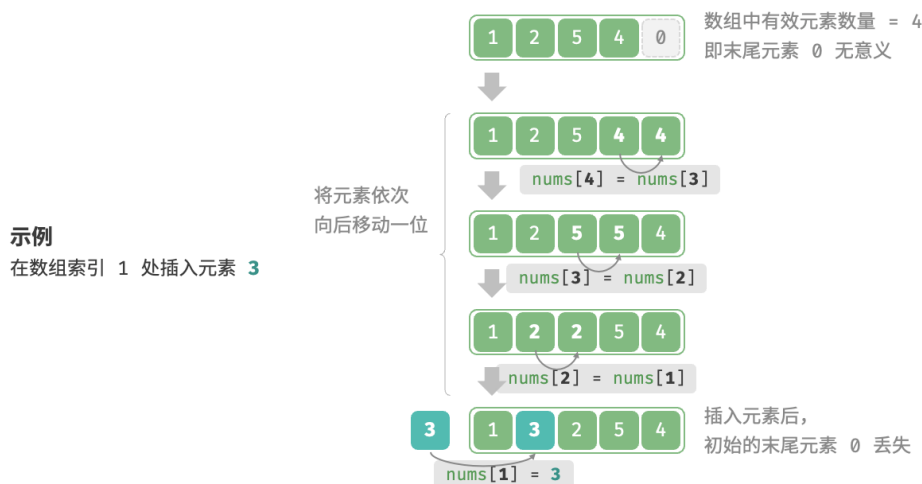 1 2 5 4 0
数组中有效元素数量 = 4
即末尾元素 0 无意义
1 2 5 4 4
nums[4] = nums[3]
将元素依次
向后移动一位
1 2 5 5 4
nums[3] = nums[2]
示例
在数组索引 1 处插入元素 3
1 2 2 5 4
nums[2] = nums[1]
3 1 3 2 5 4
插入元素后，
初始的末尾元素 0 丢失
nums[1] = 3